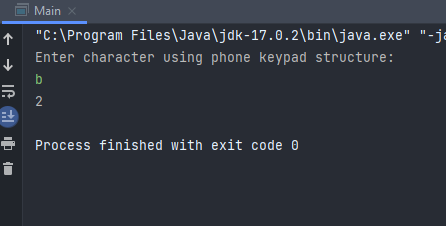 Main
"C:\Program Files\Java\jdk-17.0.2\bin\java.exe" "-ja
Enter character using phone keypad structure:
b
2
Process finished with exit code 0